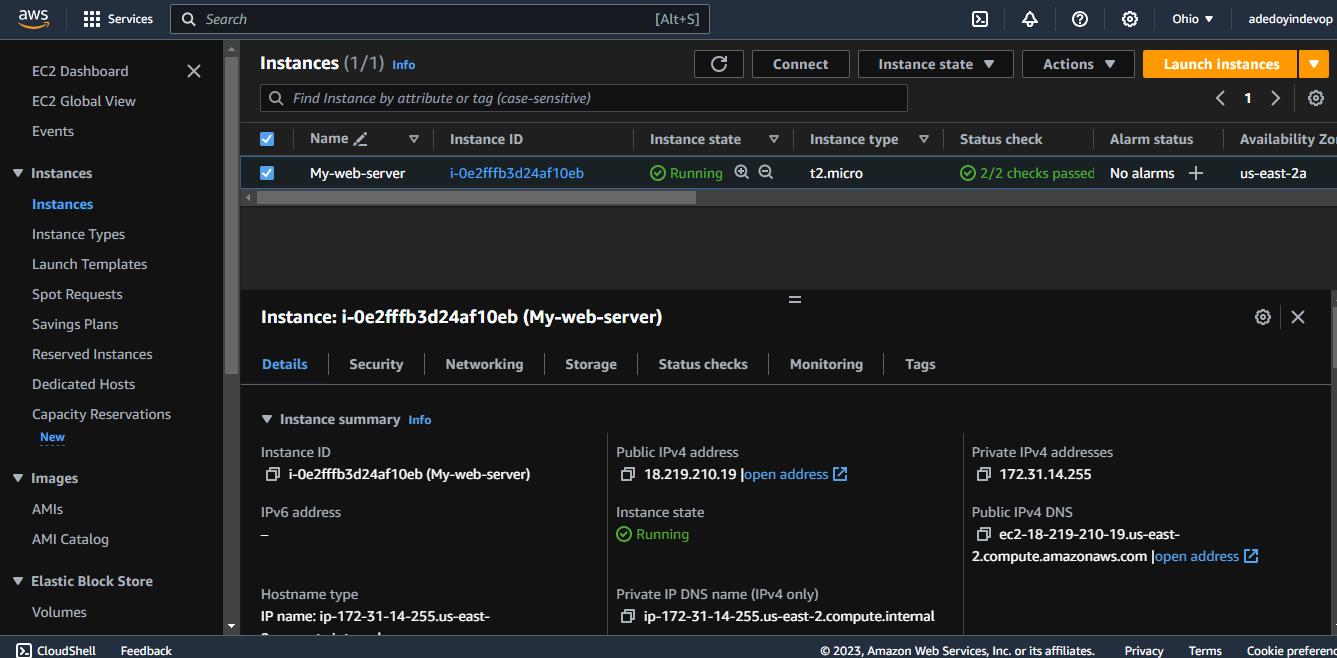 aws Services Search [Alt+S] Ohio adedoyindevop
EC2 Dashboard
EC2 Global View
Events
Instances
Instances
Instance Types
Launch Templates
Spot Requests
Savings Plans
Reserved Instances
Dedicated Hosts
Capacity Reservations
New
Images
AMIs
AMI Catalog
Elastic Block Store
Volumes
Instances (1/1) Info Connect Instance state Actions Launch instances
Find Instance by attribute or tag (case-sensitive) 1
Name Instance ID Instance state Instance type Status check Alarm status Availability Zo
My-web-server i-0e2fffb3d24af10eb Running t2.micro 2/2 checks passed No alarms us-east-2a
Instance: i-0e2fffb3d24af10eb (My-web-server)
Details Security Networking Storage Status checks Monitoring Tags
Instance summary Info
Instance ID
i-0e2fffb3d24af10eb (My-web-server)
Public IPv4 address
18.219.210.19 |open address
Private IPv4 addresses
172.31.14.255
IPv6 address
–
Instance state
Running
Public IPv4 DNS
ec2-18-219-210-19.us-east-
2.compute.amazonaws.com |open address
Hostname type
IP name: ip-172-31-14-255.us-east-
Private IP DNS name (IPv4 only)
ip-172-31-14-255.us-east-2.compute.internal
CloudShell Feedback © 2023, Amazon Web Services, Inc. or its affiliates. Privacy Terms Cookie preferenc